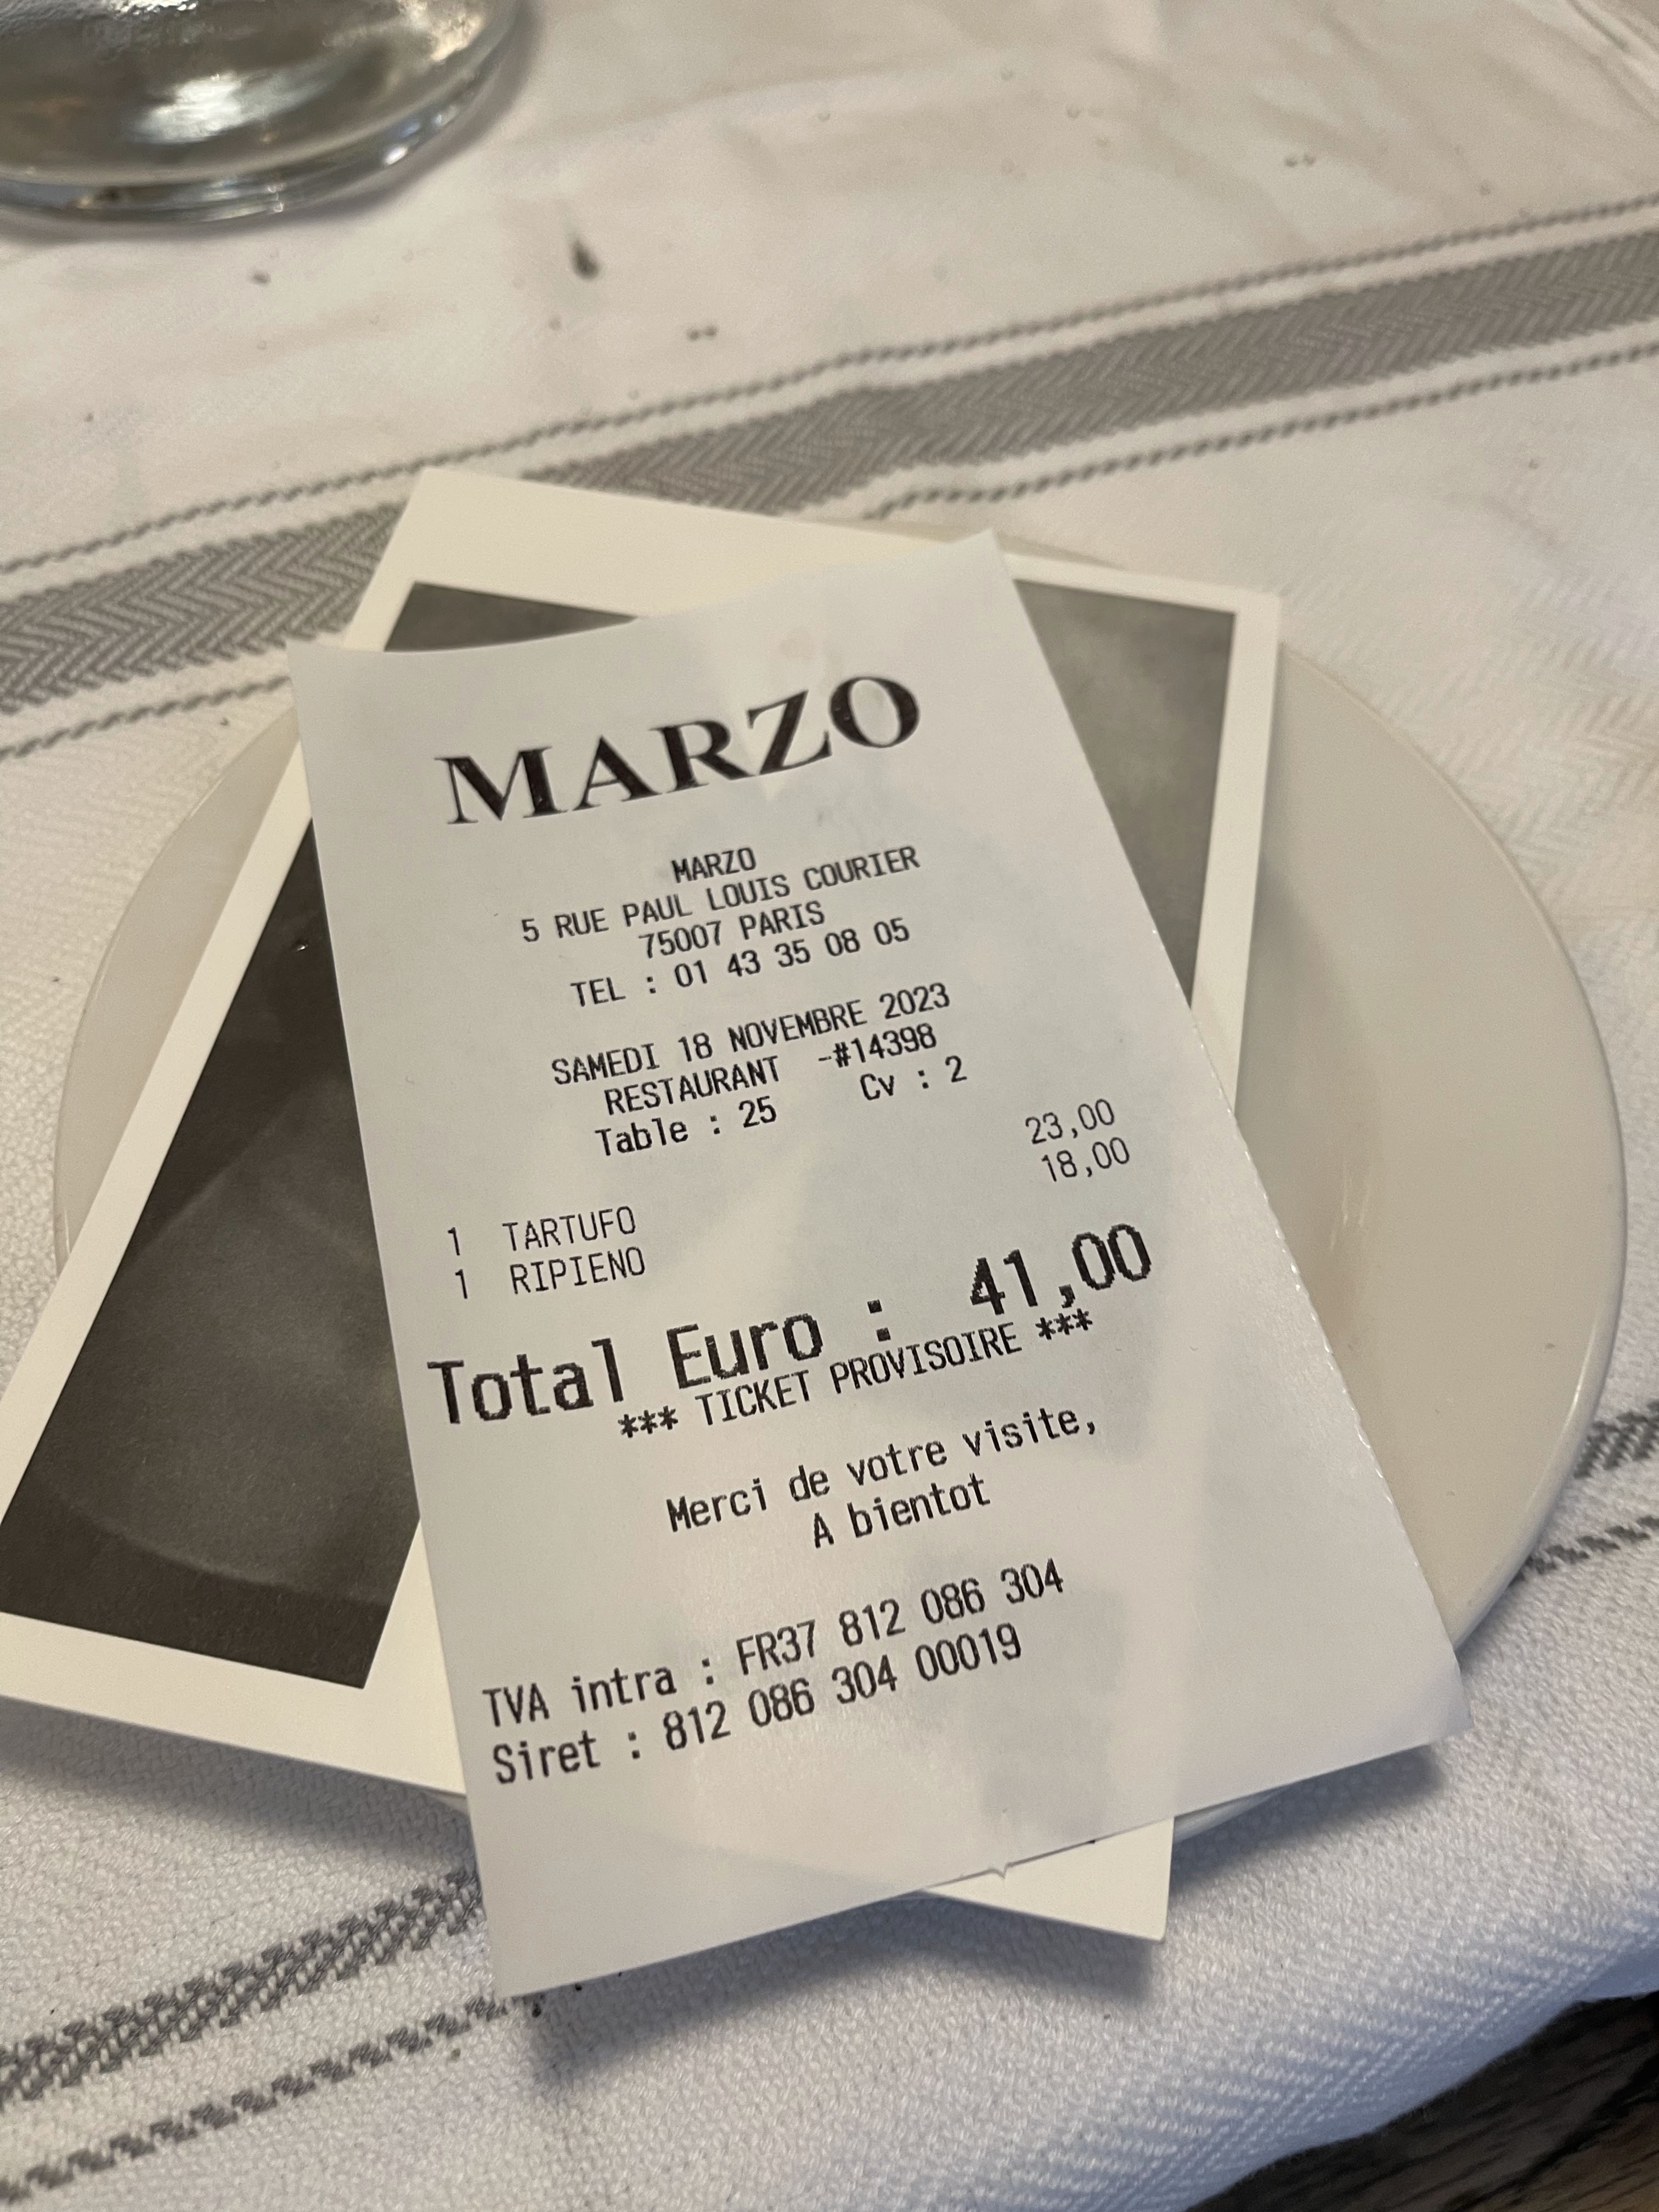 MARZO
MARZO
5 RUE PAUL LOUIS COURIER
75007 PARIS
TEL : 01 43 35 08 05
SAMEDI 18 NOVEMBRE 2023
RESTAURANT -#14398
Table : 25 Cv : 2
1 TARTUFO 23,00
1 RIPIENO 18,00
Total Euro : 41,00
*** TICKET PROVISOIRE ***
Merci de votre visite,
A bientot
TVA intra : FR37 812 086 304
Siret : 812 086 304 00019